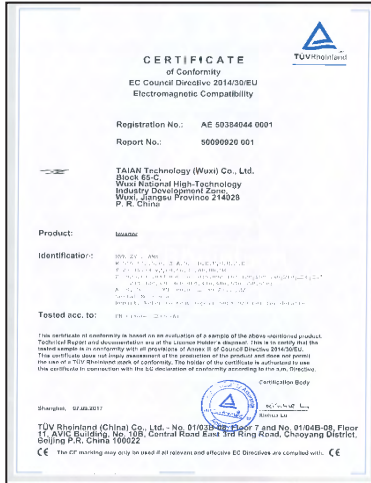 CERTIFICATE
of Conformity
EC Council Directive 2014/30/EU
Electromagnetic Compatibility
TÜVRheinland
Registration No.: AE 50384044 0001
Report No.: 50090920 001
TAIAN Technology (Wuxi) Co., Ltd.
Block 65-C,
Wuxi National High-Technology
Industry Development Zone,
Wuxi, Jiangsu Province 214028
P. R. China
Product: Inverter
Identification:
Tested acc. to:
This certificate of conformity is based on an evaluation of a sample of the above mentioned product.
Technical Report and documentation are at the Licence Holder's disposal. This is to certify that the
tested sample is in conformity with all provisions of Annex II of Council Directive 2014/30/EU.
This certificate does not imply assessment of the production of the product and does not permit
the use of a TÜV Rheinland mark of conformity. The holder of the certificate is authorized to use
this certificate in connection with the EC declaration of conformity according to the a.m. Directive.
Certification Body
Shanghai, 07.03.2017
Xinhua Lu
TÜV Rheinland (China) Co., Ltd. - No. 01/03B-08, Floor 7 and No. 01/04B-08, Floor
11, AVIC Building, No. 10B, Central Road East 3rd Ring Road, Chaoyang District,
Beijing P.R. China 100022
CE The CE marking may only be used if all relevant and effective EC Directives are complied with. CE